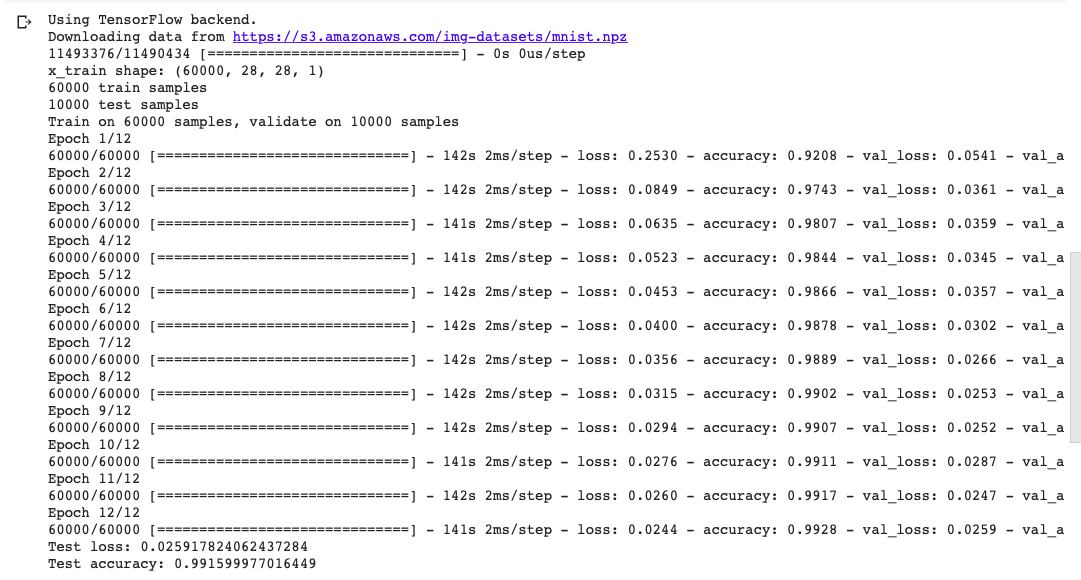 Using TensorFlow backend.
Downloading data from https://s3.amazonaws.com/img-datasets/mnist.npz
11493376/11490434 [==============================] - 0s 0us/step
x_train shape: (60000, 28, 28, 1)
60000 train samples
10000 test samples
Train on 60000 samples, validate on 10000 samples
Epoch 1/12
60000/60000 [==============================] - 142s 2ms/step - loss: 0.2530 - accuracy: 0.9208 - val_loss: 0.0541 - val_a
Epoch 2/12
60000/60000 [==============================] - 142s 2ms/step - loss: 0.0849 - accuracy: 0.9743 - val_loss: 0.0361 - val_a
Epoch 3/12
60000/60000 [==============================] - 141s 2ms/step - loss: 0.0635 - accuracy: 0.9807 - val_loss: 0.0359 - val_a
Epoch 4/12
60000/60000 [==============================] - 141s 2ms/step - loss: 0.0523 - accuracy: 0.9844 - val_loss: 0.0345 - val_a
Epoch 5/12
60000/60000 [==============================] - 142s 2ms/step - loss: 0.0453 - accuracy: 0.9866 - val_loss: 0.0357 - val_a
Epoch 6/12
60000/60000 [==============================] - 142s 2ms/step - loss: 0.0400 - accuracy: 0.9878 - val_loss: 0.0302 - val_a
Epoch 7/12
60000/60000 [==============================] - 142s 2ms/step - loss: 0.0356 - accuracy: 0.9889 - val_loss: 0.0266 - val_a
Epoch 8/12
60000/60000 [==============================] - 142s 2ms/step - loss: 0.0315 - accuracy: 0.9902 - val_loss: 0.0253 - val_a
Epoch 9/12
60000/60000 [==============================] - 142s 2ms/step - loss: 0.0294 - accuracy: 0.9907 - val_loss: 0.0252 - val_a
Epoch 10/12
60000/60000 [==============================] - 141s 2ms/step - loss: 0.0276 - accuracy: 0.9911 - val_loss: 0.0287 - val_a
Epoch 11/12
60000/60000 [==============================] - 142s 2ms/step - loss: 0.0260 - accuracy: 0.9917 - val_loss: 0.0247 - val_a
Epoch 12/12
60000/60000 [==============================] - 141s 2ms/step - loss: 0.0244 - accuracy: 0.9928 - val_loss: 0.0259 - val_a
Test loss: 0.025917824062437284
Test accuracy: 0.991599977016449